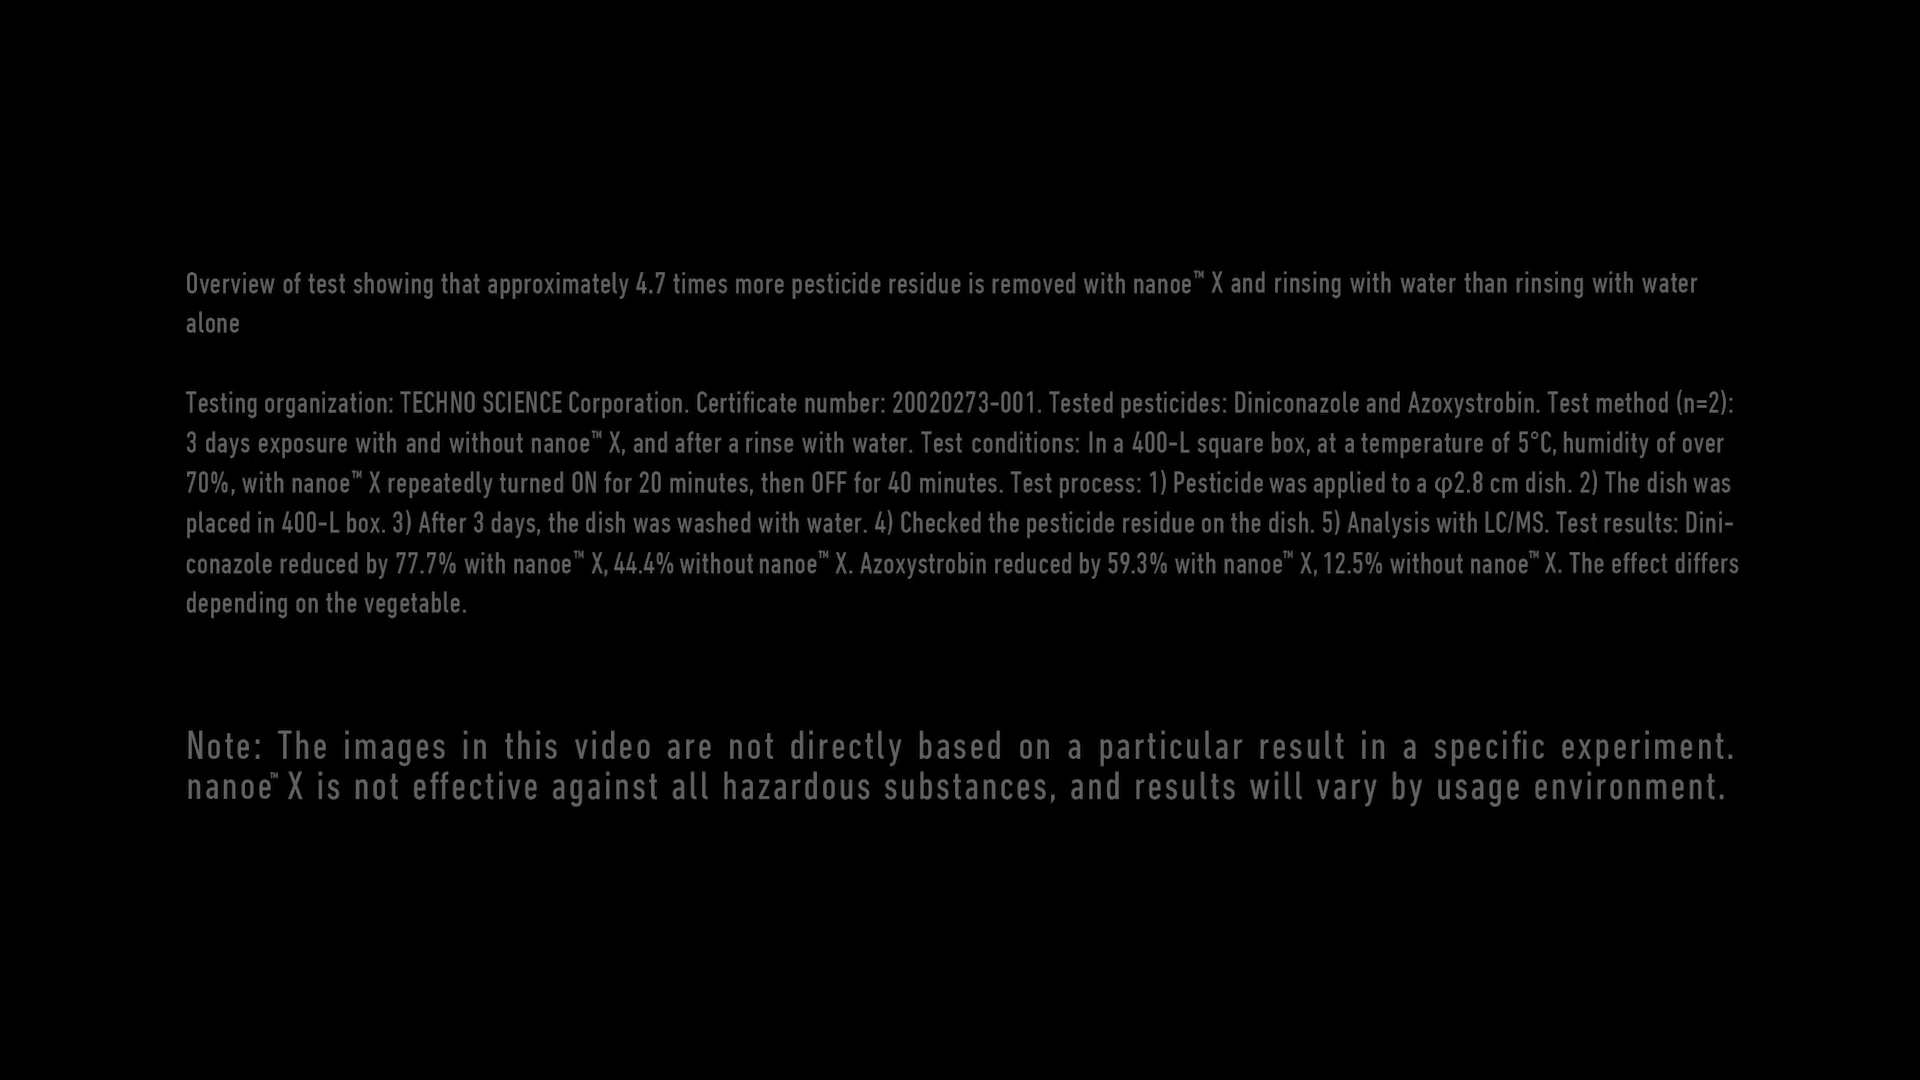 Overview of test showing that approximately 4.7 times more pesticide residue is removed with nanoe™ X and rinsing with water than rinsing with water
alone
Testing organization: TECHNO SCIENCE Corporation. Certificate number: 20020273-001. Tested pesticides: Diniconazole and Azoxystrobin. Test method (n=2):
3 days exposure with and without nanoe™ X, and after a rinse with water. Test conditions: In a 400-L square box, at a temperature of 5°C, humidity of over
70%, with nanoe™ X repeatedly turned ON for 20 minutes, then OFF for 40 minutes. Test process: 1) Pesticide was applied to a φ2.8 cm dish. 2) The dish was
placed in 400-L box. 3) After 3 days, the dish was washed with water. 4) Checked the pesticide residue on the dish. 5) Analysis with LC/MS. Test results: Dini-
conazole reduced by 77.7% with nanoe™ X, 44.4% without nanoe™ X. Azoxystrobin reduced by 59.3% with nanoe™ X, 12.5% without nanoe™ X. The effect differs
depending on the vegetable.
Note: The images in this video are not directly based on a particular result in a specific experiment.
nanoe™ X is not effective against all hazardous substances, and results will vary by usage environment.